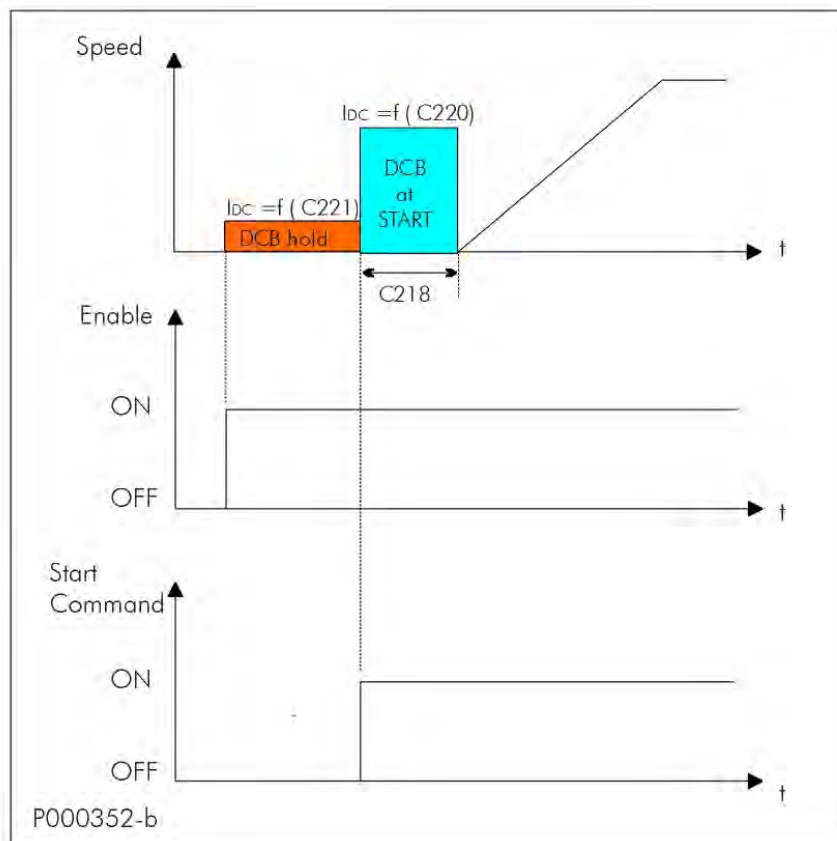 Speed
IDC =f ( C220)
DCB
at
START
IDC =f ( C221)
DCB hold
t
C218
Enable
ON
OFF
t
Start
Command
ON
OFF
t
P000352-b